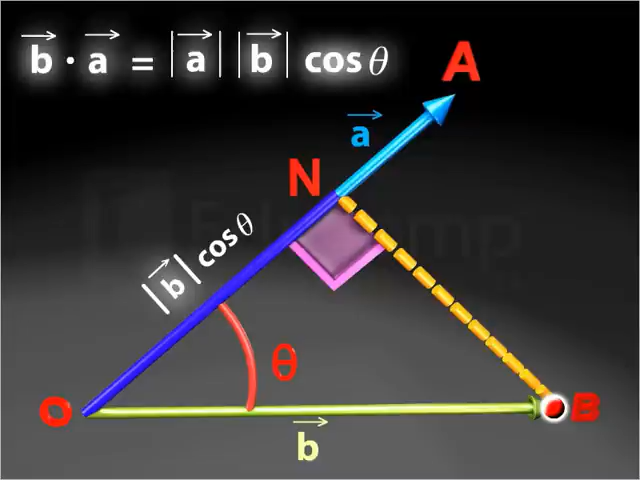 b · a = |a| |b| cos θ
A
a
N
|b| cos θ
θ
O
B
b